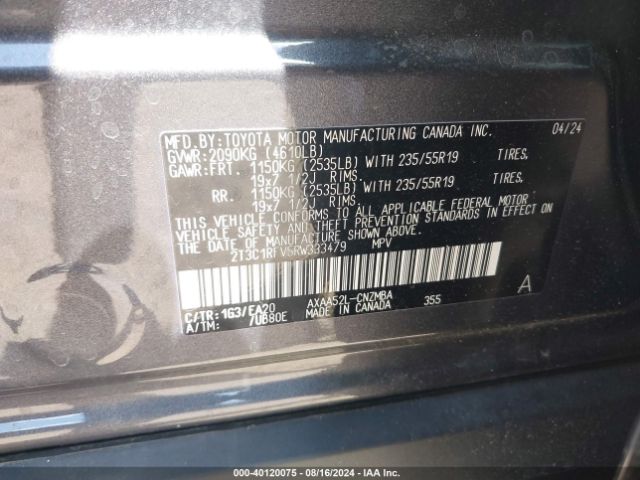 MFD.BY:TOYOTA MOTOR MANUFACTURING CANADA INC. 04/24
GVWR:2090KG (4610LB)
GAWR:FRT. 1150KG (2535LB) WITH 235/55R19 TIRES.
19x7 1/2J RIMS.
RR. 1150KG (2535LB) WITH 235/55R19 TIRES.
19x7 1/2J RIMS.
THIS VEHICLE CONFORMS TO ALL APPLICABLE FEDERAL MOTOR
VEHICLE SAFETY AND THEFT PREVENTION STANDARDS IN EFFECT ON
THE DATE OF MANUFACTURE SHOWN ABOVE.
2T3C1RFV5RW333479 MPV
C/TR:1G3/EA20 AXAA52L-CNZMBA 355 A
A/TM: /UB80E MADE IN CANADA
000-40120075 - 08/16/2024 - IAA Inc.